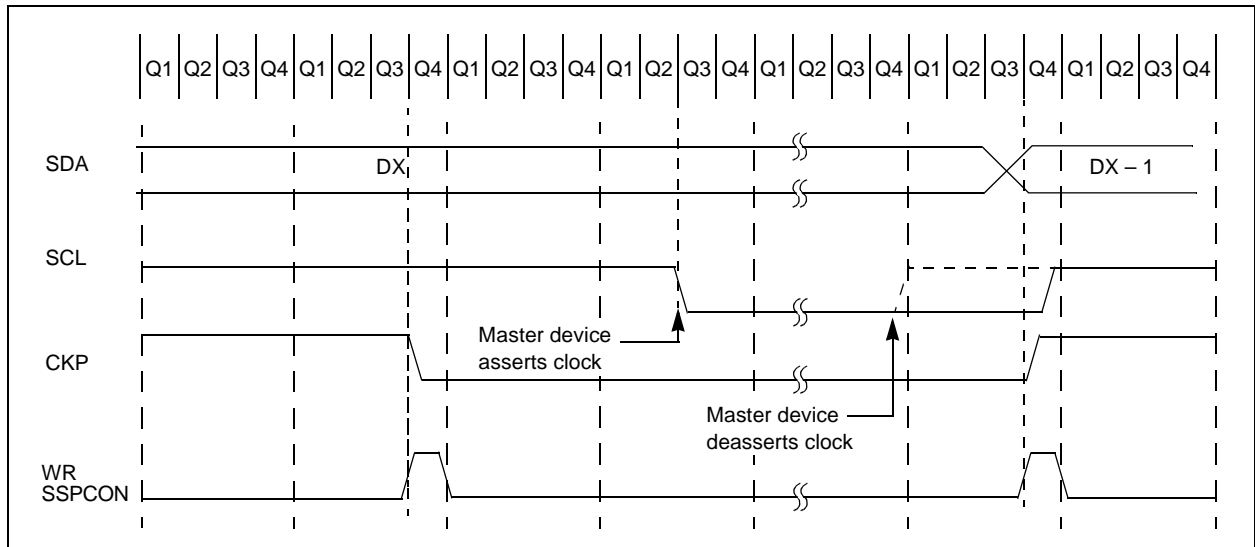 Q1 Q2 Q3 Q4 Q1 Q2 Q3 Q4 Q1 Q2 Q3 Q4 Q1 Q2 Q3 Q4 Q1 Q2 Q3 Q4 Q1 Q2 Q3 Q4 Q1 Q2 Q3 Q4
SDA
DX
DX – 1
SCL
Master device
asserts clock
CKP
Master device
deasserts clock
WR
SSPCON